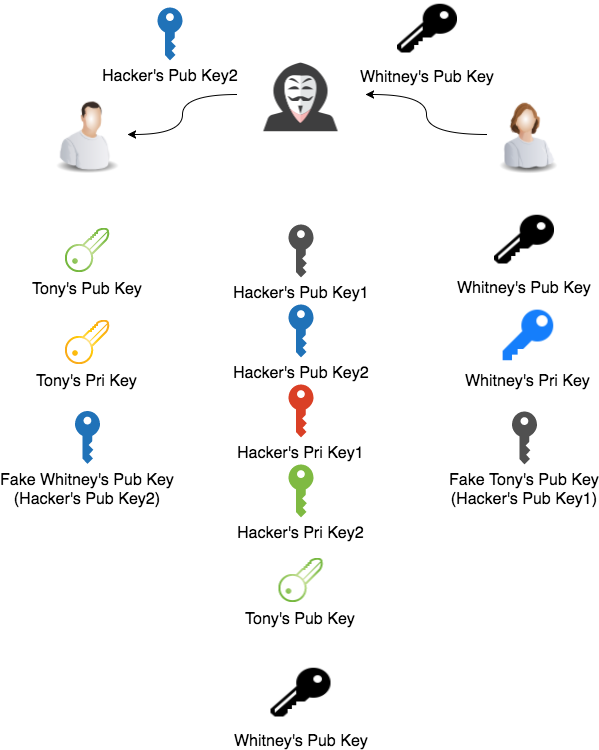 Hacker's Pub Key2
Whitney's Pub Key
Tony's Pub Key
Hacker's Pub Key1
Whitney's Pub Key
Tony's Pri Key
Hacker's Pub Key2
Whitney's Pri Key
Fake Whitney's Pub Key
(Hacker's Pub Key2)
Hacker's Pri Key1
Fake Tony's Pub Key
(Hacker's Pub Key1)
Hacker's Pri Key2
Tony's Pub Key
Whitney's Pub Key